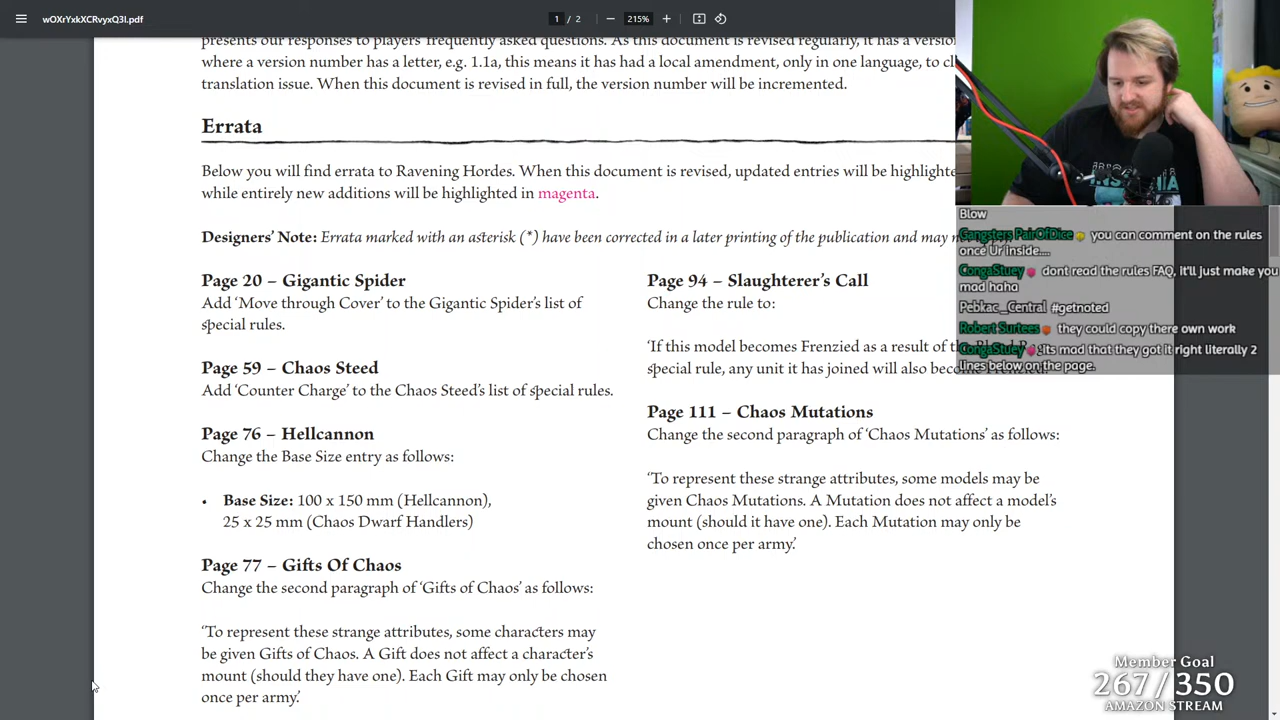 wOXrYxkXCRvyxQ3I.pdf
1 / 2
215%
presents our responses to players' frequently asked questions. As this document is revised regularly, it has a version
where a version number has a letter, e.g. 1.1a, this means it has had a local amendment, only in one language, to cl
translation issue. When this document is revised in full, the version number will be incremented.
Errata
Below you will find errata to Ravening Hordes. When this document is revised, updated entries will be highlighte
while entirely new additions will be highlighted in magenta.
Designers' Note: Errata marked with an asterisk (*) have been corrected in a later printing of the publication and may
Page 20 – Gigantic Spider
Add 'Move through Cover' to the Gigantic Spider's list of
special rules.
Page 59 – Chaos Steed
Add 'Counter Charge' to the Chaos Steed's list of special rules.
Page 76 – Hellcannon
Change the Base Size entry as follows:
• Base Size: 100 x 150 mm (Hellcannon),
25 x 25 mm (Chaos Dwarf Handlers)
Page 77 – Gifts Of Chaos
Change the second paragraph of 'Gifts of Chaos' as follows:
'To represent these strange attributes, some characters may
be given Gifts of Chaos. A Gift does not affect a character's
mount (should they have one). Each Gift may only be chosen
once per army.'
Page 94 – Slaughterer's Call
Change the rule to:
'If this model becomes Frenzied as a result of
special rule, any unit it has joined will also
Page 111 – Chaos Mutations
Change the second paragraph of 'Chaos Mutations' as follows:
'To represent these strange attributes, some models may be
given Chaos Mutations. A Mutation does not affect a model's
mount (should it have one). Each Mutation may only be
chosen once per army.'
Blow
Gangsters PairOfDice you can comment on the rules
once Ur inside....
CongaStuey dont read the rules FAQ, it'll just make you
mad haha
Pebkac_Central #getnoted
Robert Surtees they could copy there own work
CongaStuey its mad that they got it right literally 2
lines below on the page.
Member Goal
267 / 350
AMAZON STREAM